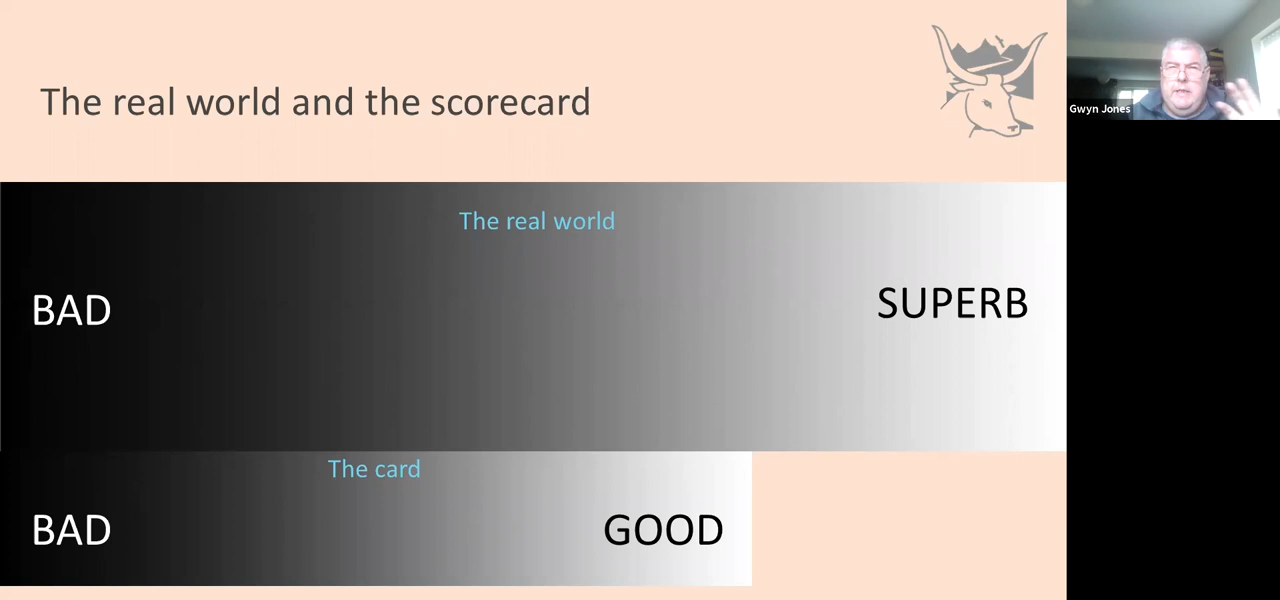 The real world and the scorecard
Gwyn Jones
The real world
BAD
SUPERB
The card
BAD
GOOD